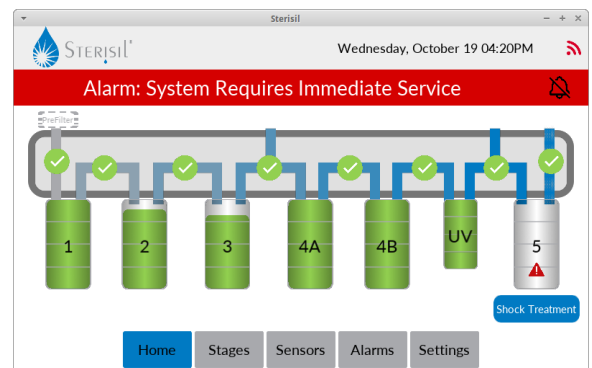 Sterisil
STERISIL
Wednesday, October 19 04:20PM
Alarm: System Requires Immediate Service
PreFilter
1
2
3
4A
4B
UV
5
Shock Treatment
Home
Stages
Sensors
Alarms
Settings